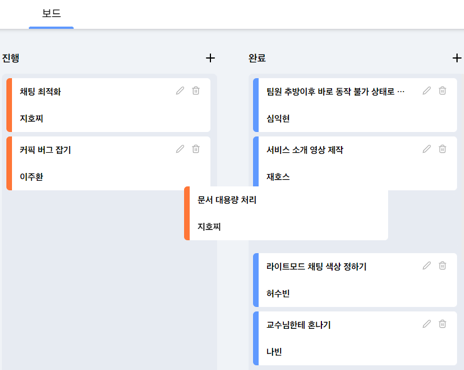 보드
진행
채팅 최적화
지호찌
커픽 버그 잡기
이주환
문서 대용량 처리
지호찌
완료
팀원 추방이후 바로 동작 불가 상태로 ...
심익현
서비스 소개 영상 제작
재호스
라이트모드 채팅 색상 정하기
허수빈
교수님한테 혼나기
나빈